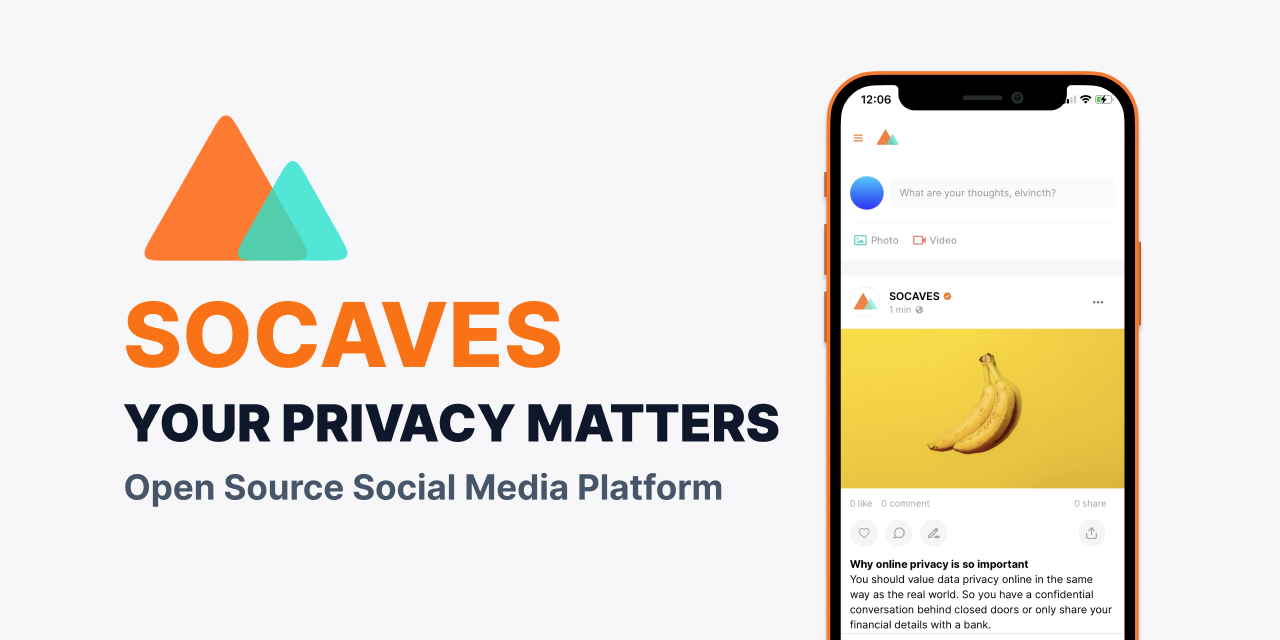 SOCAVES
YOUR PRIVACY MATTERS
Open Source Social Media Platform
12:06
What are your thoughts, elvincth?
Photo Video
SOCAVES
1 min
0 like 0 comment 0 share
Why online privacy is so important
You should value data privacy online in the same
way as the real world. So you have a confidential
conversation behind closed doors or only share your
financial details with a bank.